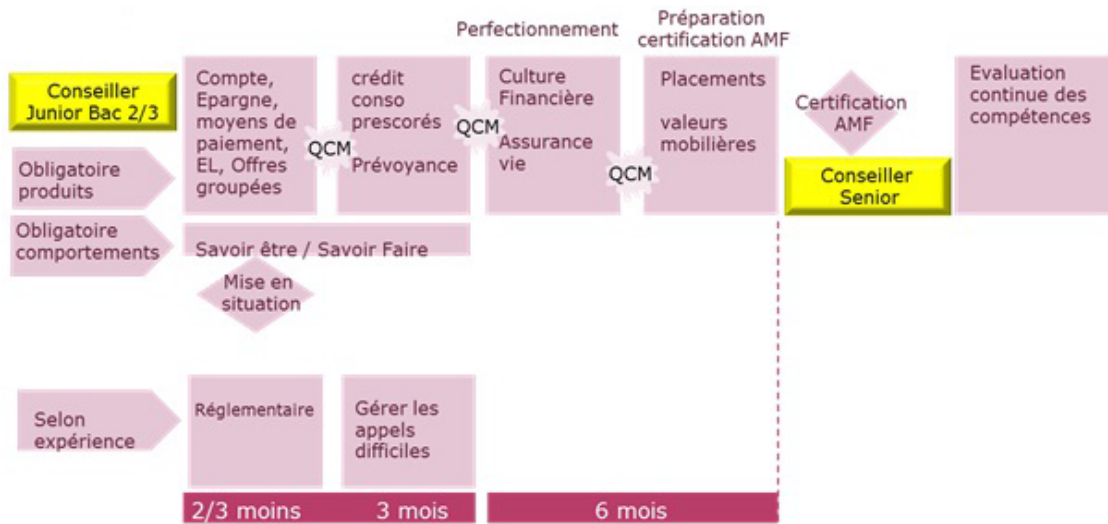 Perfectionnement
Préparation
certification AMF
Conseiller
Junior Bac 2/3
Compte,
Epargne,
moyens de
paiement,
EL, Offres
groupées
QCM
crédit
conso
prescorés
Prévoyance
QCM
Culture
Financière
Assurance
vie
QCM
Placements
valeurs
mobilières
Certification
AMF
Conseiller
Senior
Evaluation
continue des
compétences
Obligatoire
produits
Obligatoire
comportements
Savoir être / Savoir Faire
Mise en
situation
Selon
expérience
Réglementaire
Gérer les
appels
difficiles
2/3 moins
3 mois
6 mois